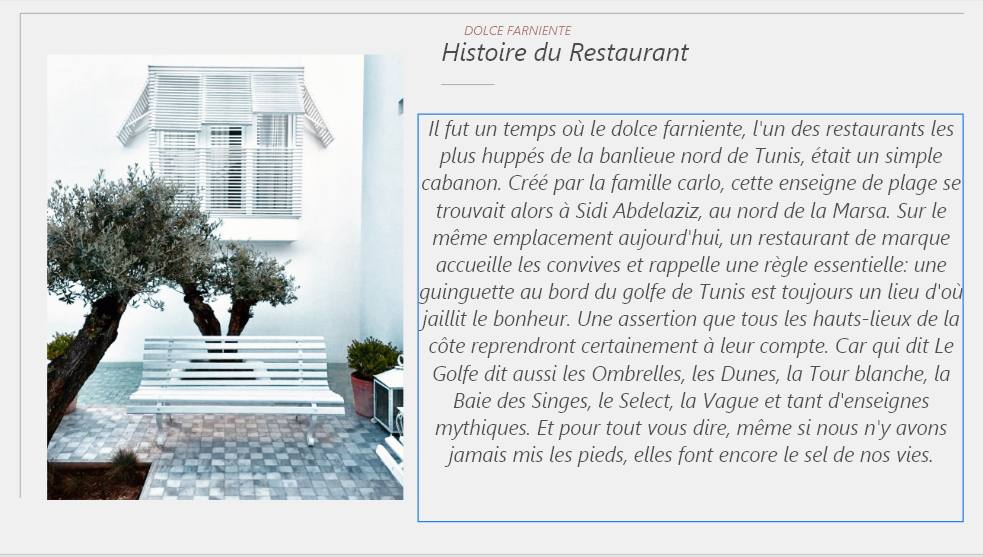 DOLCE FARNIENTE
Histoire du Restaurant
Il fut un temps où le dolce farniente, l'un des restaurants les
plus huppés de la banlieue nord de Tunis, était un simple
cabanon. Créé par la famille carlo, cette enseigne de plage se
trouvait alors à Sidi Abdelaziz, au nord de la Marsa. Sur le
même emplacement aujourd'hui, un restaurant de marque
accueille les convives et rappelle une règle essentielle: une
guinguette au bord du golfe de Tunis est toujours un lieu d'où
jaillit le bonheur. Une assertion que tous les hauts-lieux de la
côte reprendront certainement à leur compte. Car qui dit Le
Golfe dit aussi les Ombrelles, les Dunes, la Tour blanche, la
Baie des Singes, le Select, la Vague et tant d'enseignes
mythiques. Et pour tout vous dire, même si nous n'y avons
jamais mis les pieds, elles font encore le sel de nos vies.